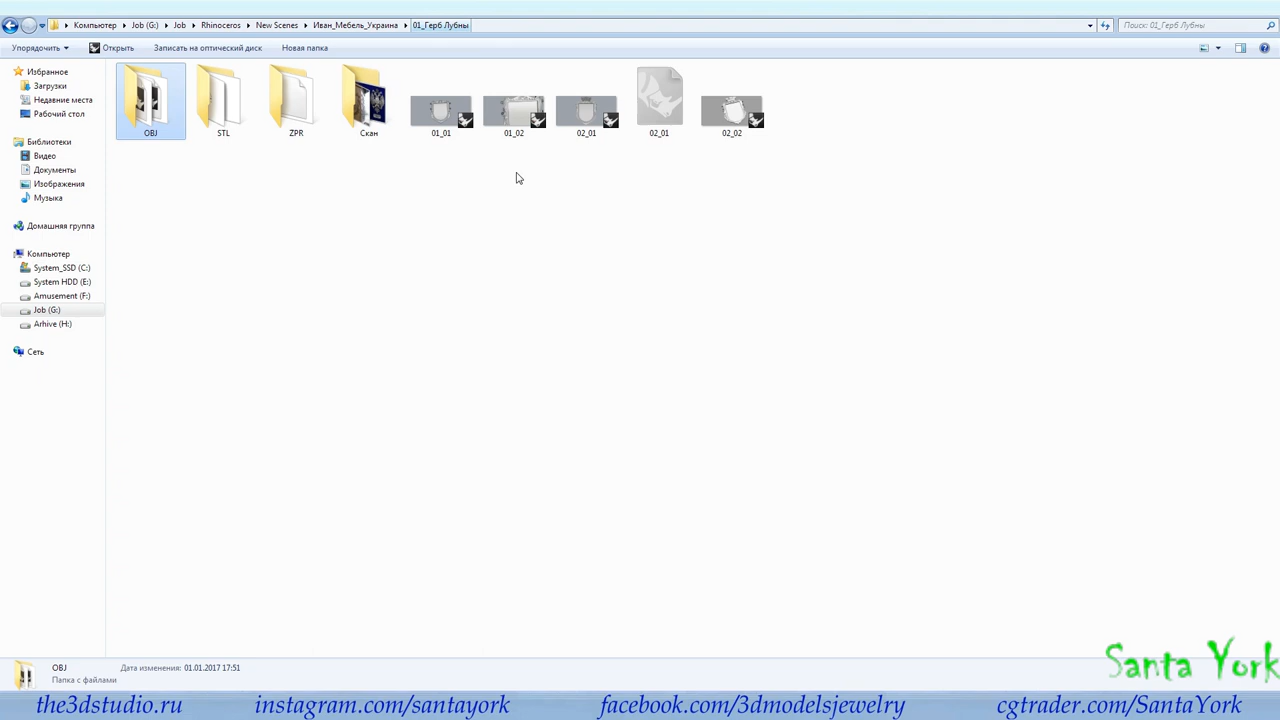 Компьютер Job (G:) Job Rhinoceros New Scenes Иван_Мебель_Украина 01_Герб Лубны
Поиск: 01_Герб Лубны
Упорядочить Открыть Записать на оптический диск Новая папка
Избранное
Загрузки
Недавние места
Рабочий стол
Библиотеки
Видео
Документы
Изображения
Музыка
Домашняя группа
Компьютер
System_SSD (C:)
System HDD (E:)
Amusement (F:)
Job (G:)
Arhive (H:)
Сеть
OBJ STL ZPR Скан 01_01 01_02 02_01 02_01 02_02
OBJ Дата изменения: 01.01.2017 17:51
Папка с файлами
Santa York
the3dstudio.ru instagram.com/santayork facebook.com/3dmodelsjewelry cgtrader.com/SantaYork